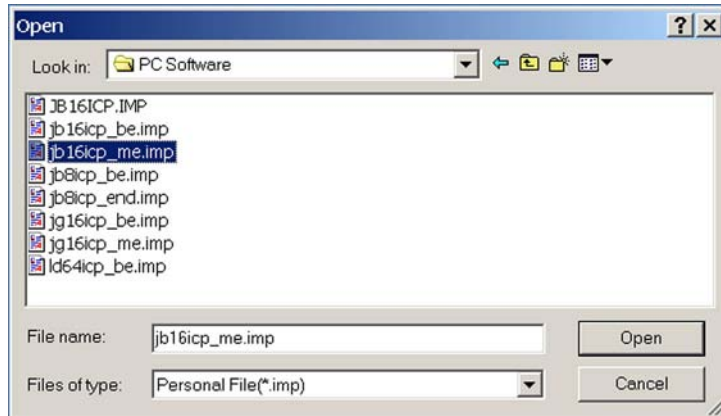 Open
Look in: PC Software
JB16ICP.IMP
jb16icp_be.imp
jb16icp_me.imp
jb8icp_be.imp
jb8icp_end.imp
jg16icp_be.imp
jg16icp_me.imp
ld64icp_be.imp
File name: jb16icp_me.imp Open
Files of type: Personal File(*.imp) Cancel